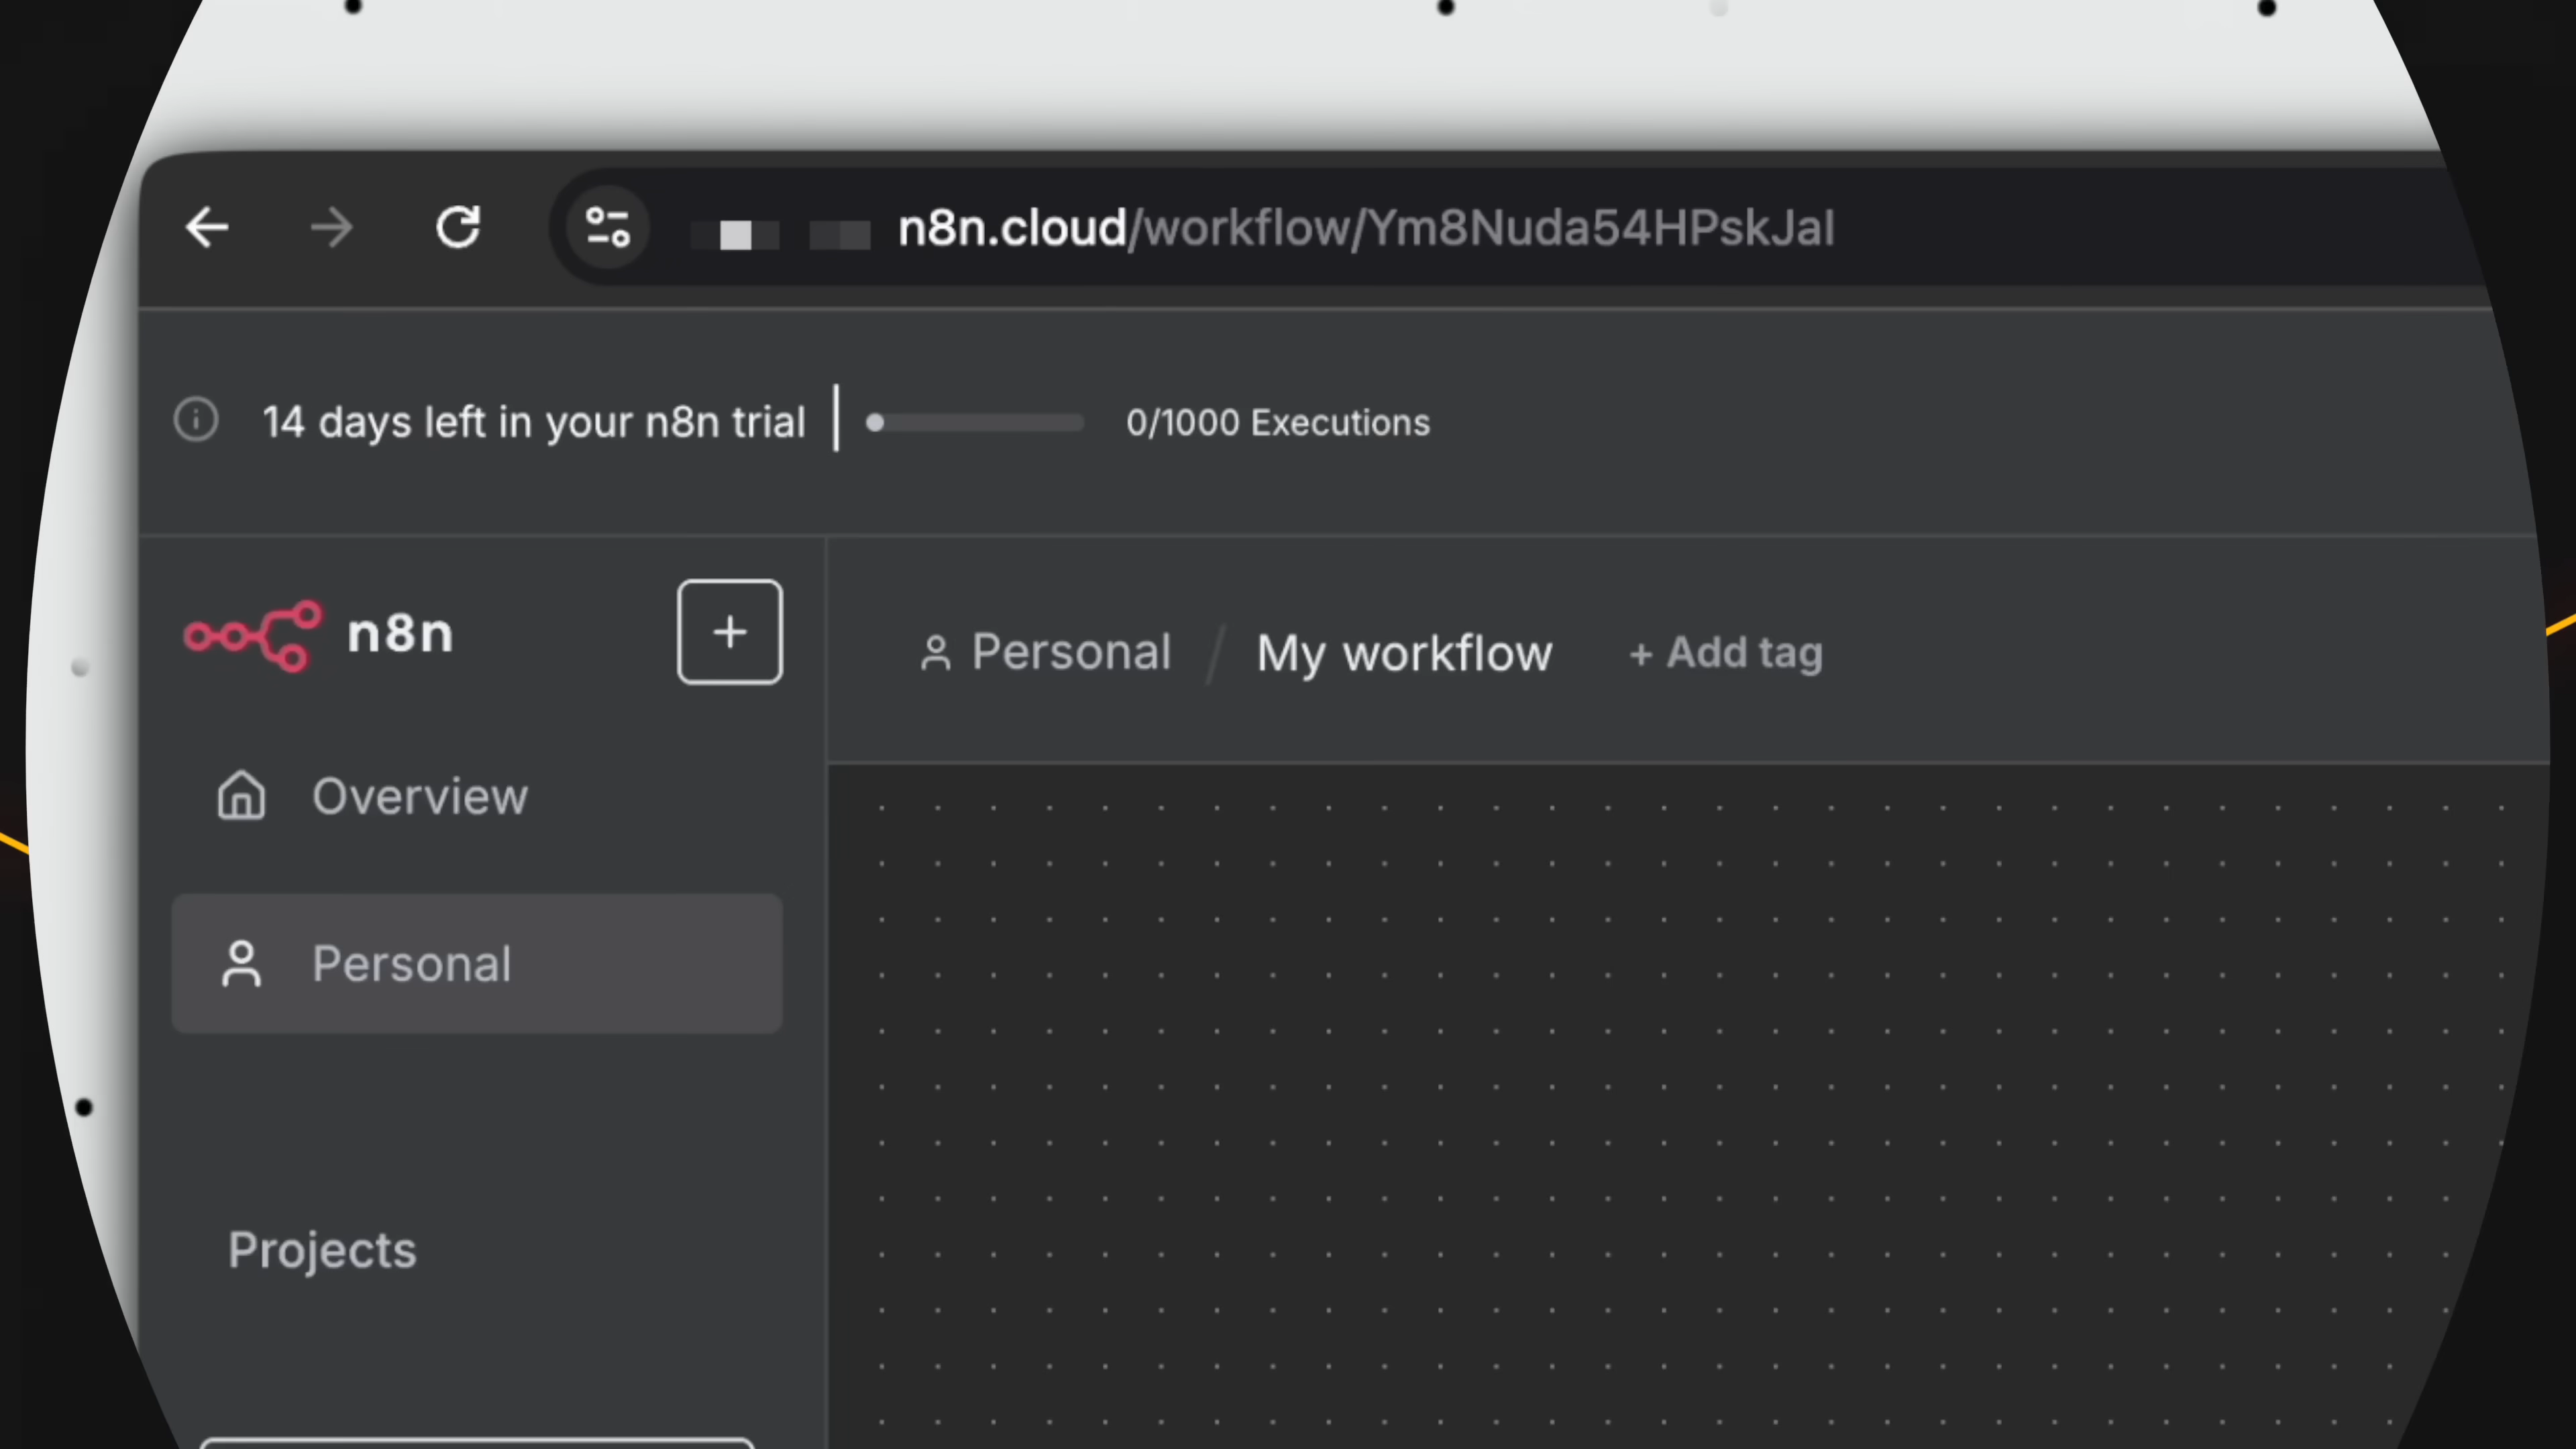 n8n.cloud/workflow/Ym8Nuda54HPskJal
14 days left in your n8n trial
0/1000 Executions
n8n
+
Personal / My workflow + Add tag
Overview
Personal
Projects